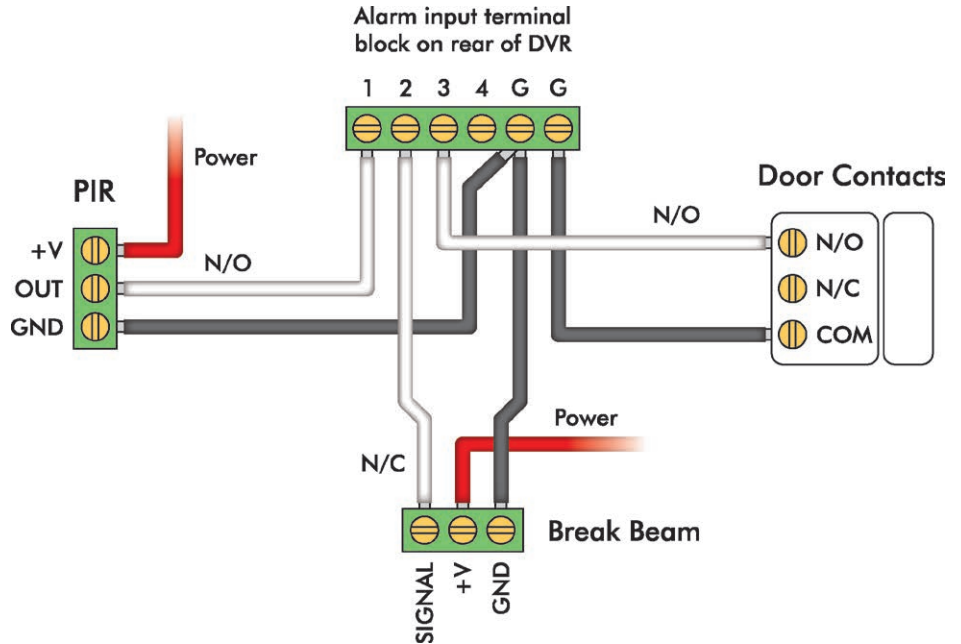 Alarm input terminal
block on rear of DVR
1 2 3 4 G G
Power
PIR
Door Contacts
N/O
+V
N/O
N/O
OUT
N/C
GND
COM
Power
N/C
Break Beam
SIGNAL
+V
GND